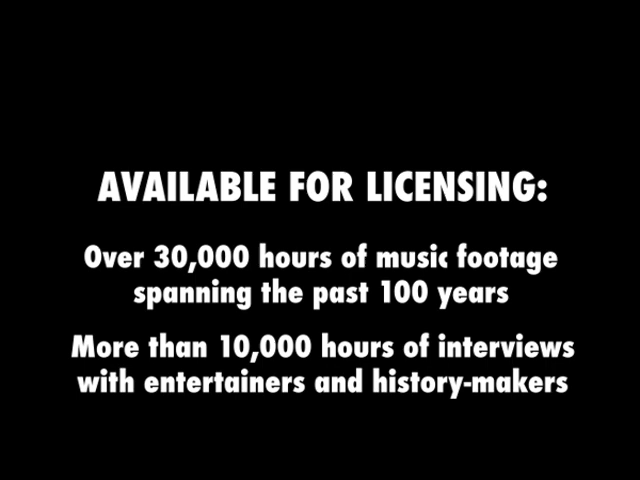 AVAILABLE FOR LICENSING:
Over 30,000 hours of music footage
spanning the past 100 years
More than 10,000 hours of interviews
with entertainers and history-makers